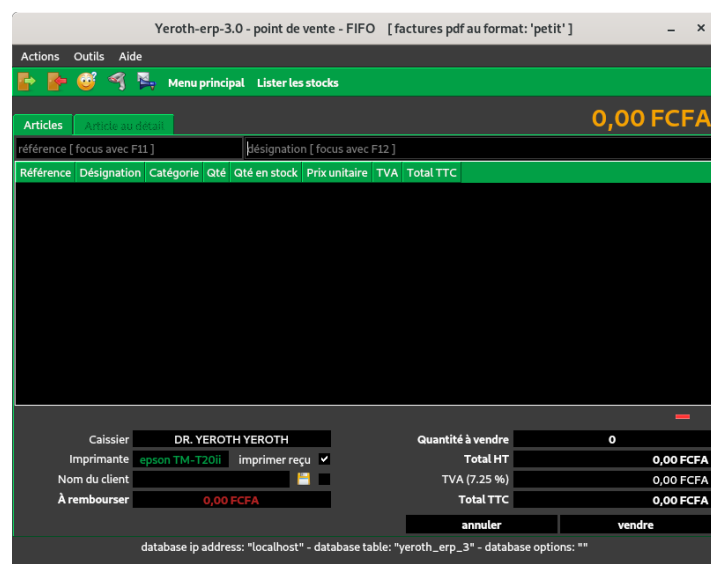 Yeroth-erp-3.0 - point de vente - FIFO [ factures pdf au format: 'petit' ]
Actions Outils Aide
Menu principal Lister les stocks
0,00 FCFA
Articles Article au détail
référence [ focus avec F11 ] désignation [ focus avec F12 ]
Référence Désignation Catégorie Qté Qté en stock Prix unitaire TVA Total TTC
Caissier DR. YEROTH YEROTH Quantité à vendre 0
Imprimante epson TM-T20ii imprimer reçu Total HT 0,00 FCFA
Nom du client TVA (7.25 %) 0,00 FCFA
À rembourser 0,00 FCFA Total TTC 0,00 FCFA
annuler vendre
database ip address: "localhost" - database table: "yeroth_erp_3" - database options: ""